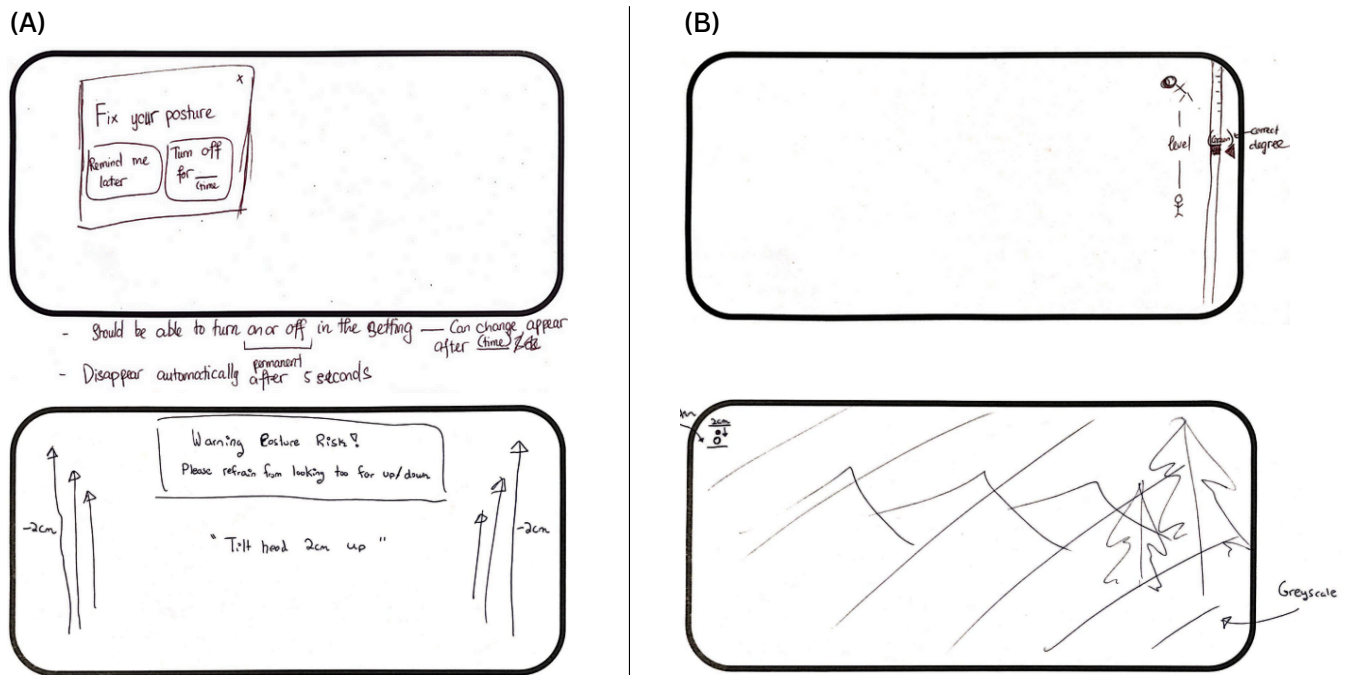 (A)
x
Fix your posture
Remind me
later
Turn off
for __
(time
- Should be able to turn on or off in the setting — Can change appear
after (time)
permanent
- Disappear automatically after 5 seconds
Warning Posture Risk!
Please refrain from looking too far up/down
-2cm
-2cm
"Tilt head 2cm up"
(B)
level
(Green)
correct
degree
2cm
Greyscale